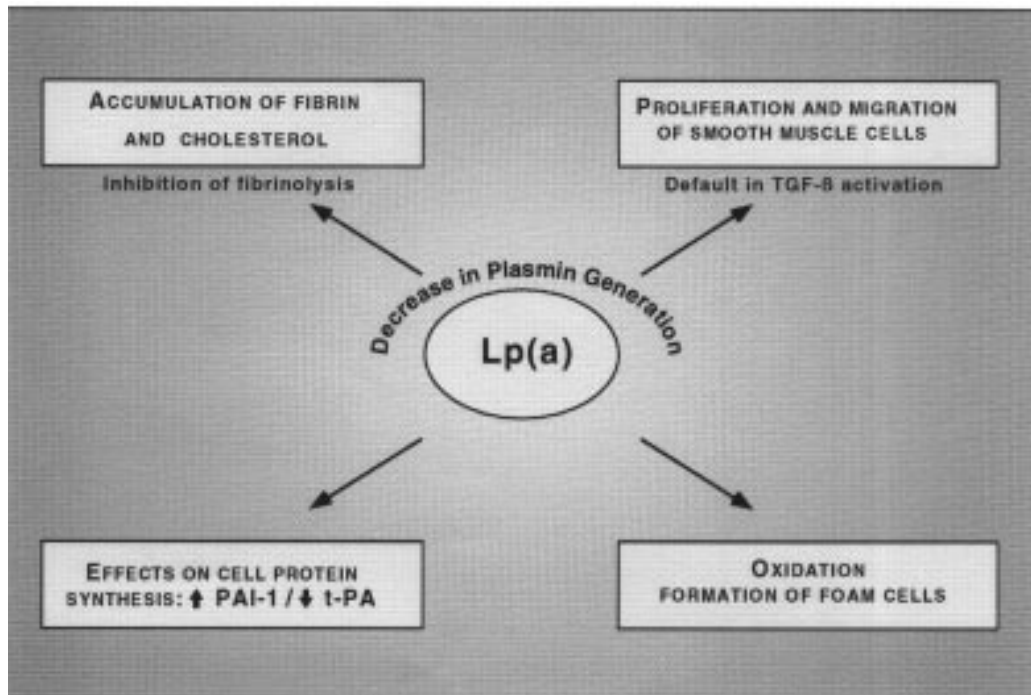 ACCUMULATION OF FIBRIN
AND CHOLESTEROL
Inhibition of fibrinolysis
PROLIFERATION AND MIGRATION
OF SMOOTH MUSCLE CELLS
Default in TGF-ß activation
Decrease in Plasmin Generation
Lp(a)
EFFECTS ON CELL PROTEIN
SYNTHESIS: ⬆ PAI-1 / ⬇ t-PA
OXIDATION
FORMATION OF FOAM CELLS